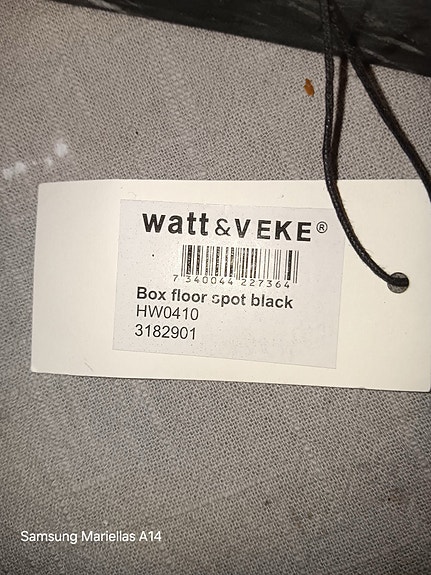 watt&VEKE®
7 340044 227364
Box floor spot black
HW0410
3182901
Samsung Mariellas A14